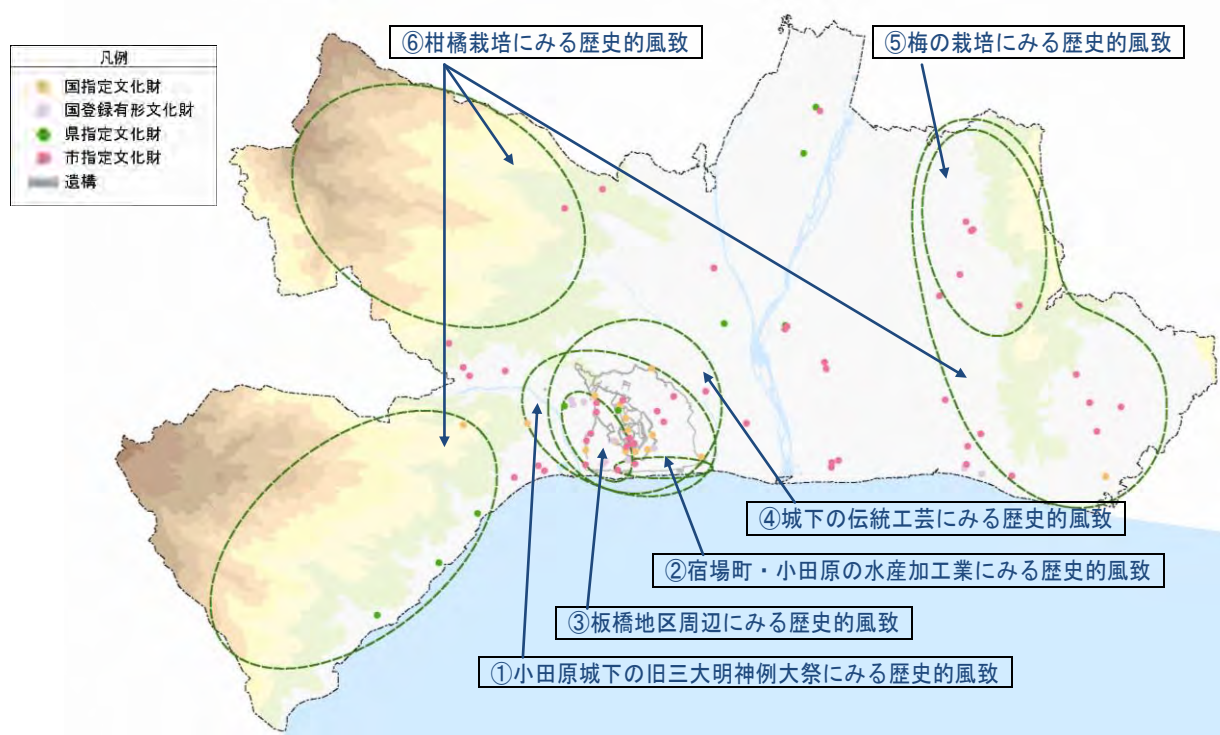 ⑥柑橘栽培にみる歴史的風致
⑤梅の栽培にみる歴史的風致
凡例
国指定文化財
国登録有形文化財
県指定文化財
市指定文化財
遺構
④城下の伝統工芸にみる歴史的風致
②宿場町・小田原の水産加工業にみる歴史的風致
③板橋地区周辺にみる歴史的風致
①小田原城下の旧三大明神例大祭にみる歴史的風致